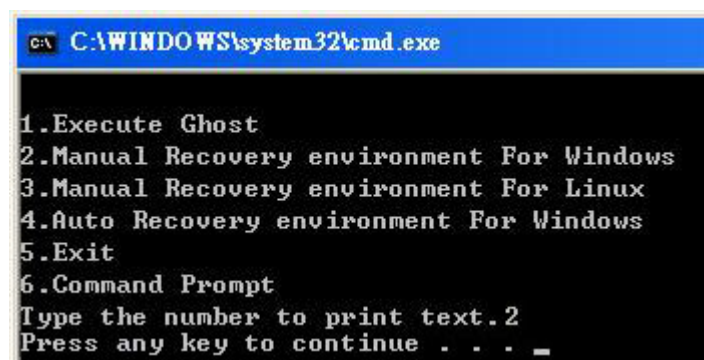 C:\WINDOWS\system32\cmd.exe
1.Execute Ghost
2.Manual Recovery environment For Windows
3.Manual Recovery environment For Linux
4.Auto Recovery environment For Windows
5.Exit
6.Command Prompt
Type the number to print text.2
Press any key to continue . . . _